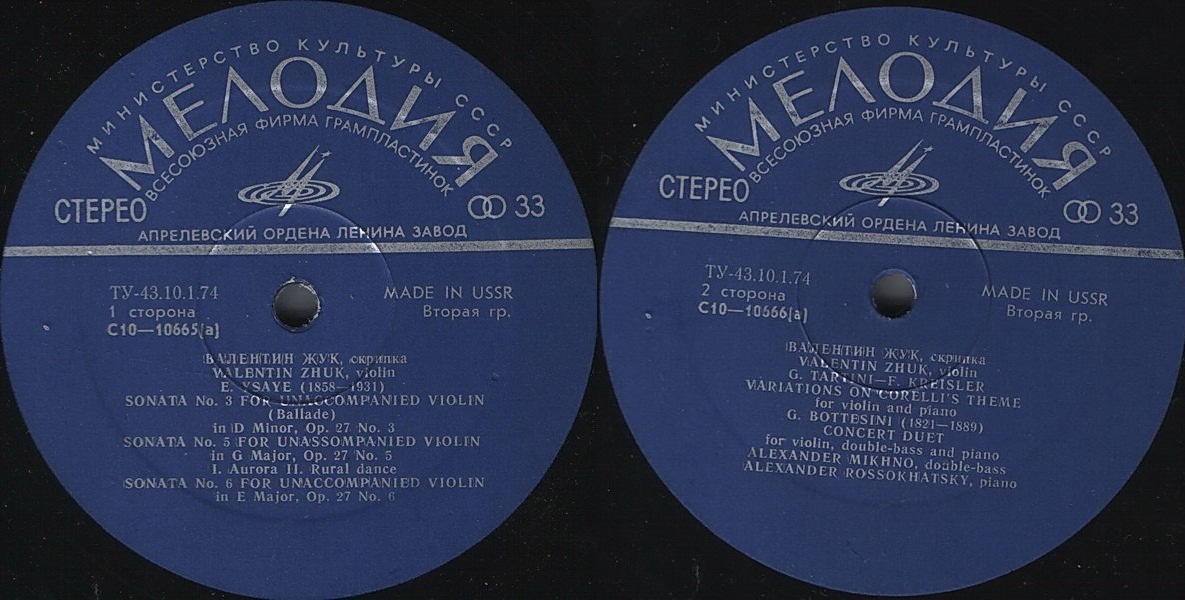 МИНИСТЕРСТВО КУЛЬТУРЫ СССР
МЕЛОДИЯ
ВСЕСОЮЗНАЯ ФИРМА ГРАМПЛАСТИНОК
СТЕРЕО
33
АПРЕЛЕВСКИЙ ОРДЕНА ЛЕНИНА ЗАВОД
ТУ-43.10.1.74
1 сторона
С10—10665(а)
MADE IN USSR
Вторая гр.
ВАЛЕНТИН ЖУК, скрипка
VALENTIN ZHUK, violin
E. YSAYE (1858—1931)
SONATA No. 3 FOR UNACCOMPANIED VIOLIN
(Ballade)
in D Minor, Op. 27 No. 3
SONATA No. 5 FOR UNASSOMPANIED VIOLIN
in G Major, Op. 27 No. 5
I. Aurora II. Rural dance
SONATA No. 6 FOR UNACCOMPANIED VIOLIN
in E Major, Op. 27 No. 6
МИНИСТЕРСТВО КУЛЬТУРЫ СССР
МЕЛОДИЯ
ВСЕСОЮЗНАЯ ФИРМА ГРАМПЛАСТИНОК
СТЕРЕО
33
АПРЕЛЕВСКИЙ ОРДЕНА ЛЕНИНА ЗАВОД
ТУ-43.10.1.74
2 сторона
С10—10666(а)
MADE IN USSR
Вторая гр.
ВАЛЕНТИН ЖУК, скрипка
VALENTIN ZHUK, violin
G. TARTINI—F. KREISLER
VARIATIONS ON CORELLI'S THEME
for violin and piano
G. BOTTESINI (1821—1889)
CONCERT DUET
for violin, double-bass and piano
ALEXANDER MIKHNO, double-bass
ALEXANDER ROSSOKHATSKY, piano